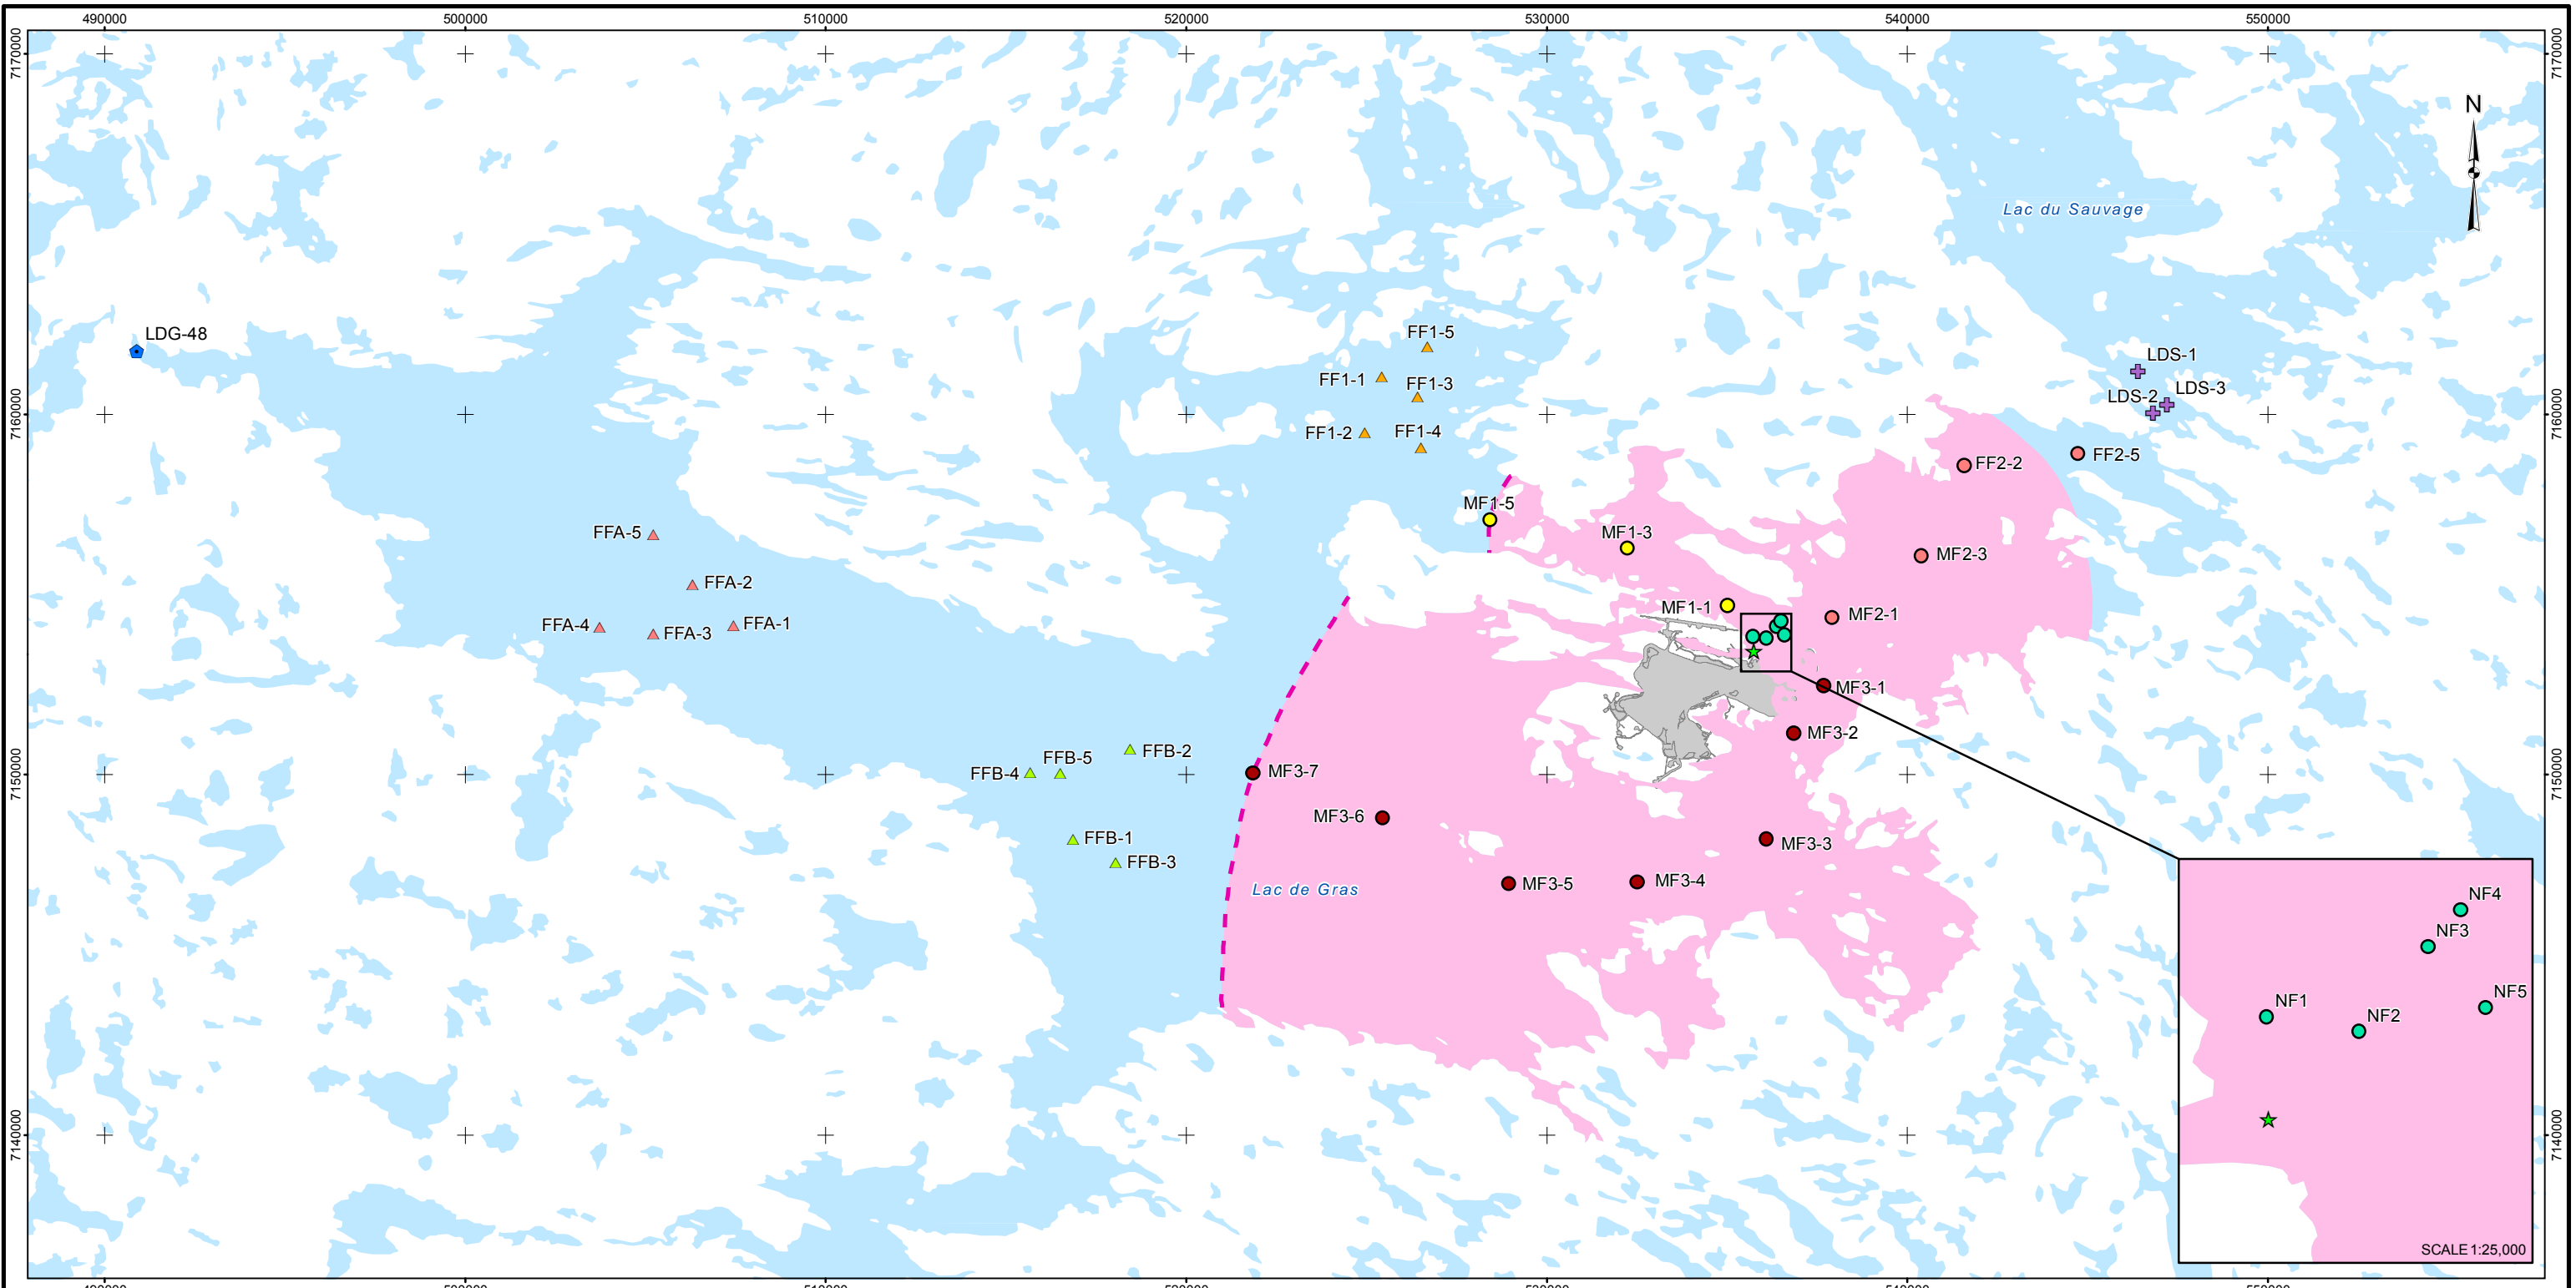 490000
500000
510000
520000
530000
540000
550000
7170000
7170000
N
Lac du Sauvage
LDG-48
FF1-5
LDS-1
FF1-1
FF1-3
LDS-2
LDS-3
7160000
7160000
FF1-2
FF1-4
FF2-2
FF2-5
MF1-5
FFA-5
MF1-3
MF2-3
FFA-2
MF1-1
MF2-1
FFA-4
FFA-3
FFA-1
MF3-1
MF3-2
FFB-2
FFB-5
FFB-4
MF3-7
7150000
7150000
MF3-6
FFB-1
MF3-3
FFB-3
MF3-5
MF3-4
Lac de Gras
NF4
NF3
NF5
NF1
NF2
7140000
7140000
SCALE 1:25,000